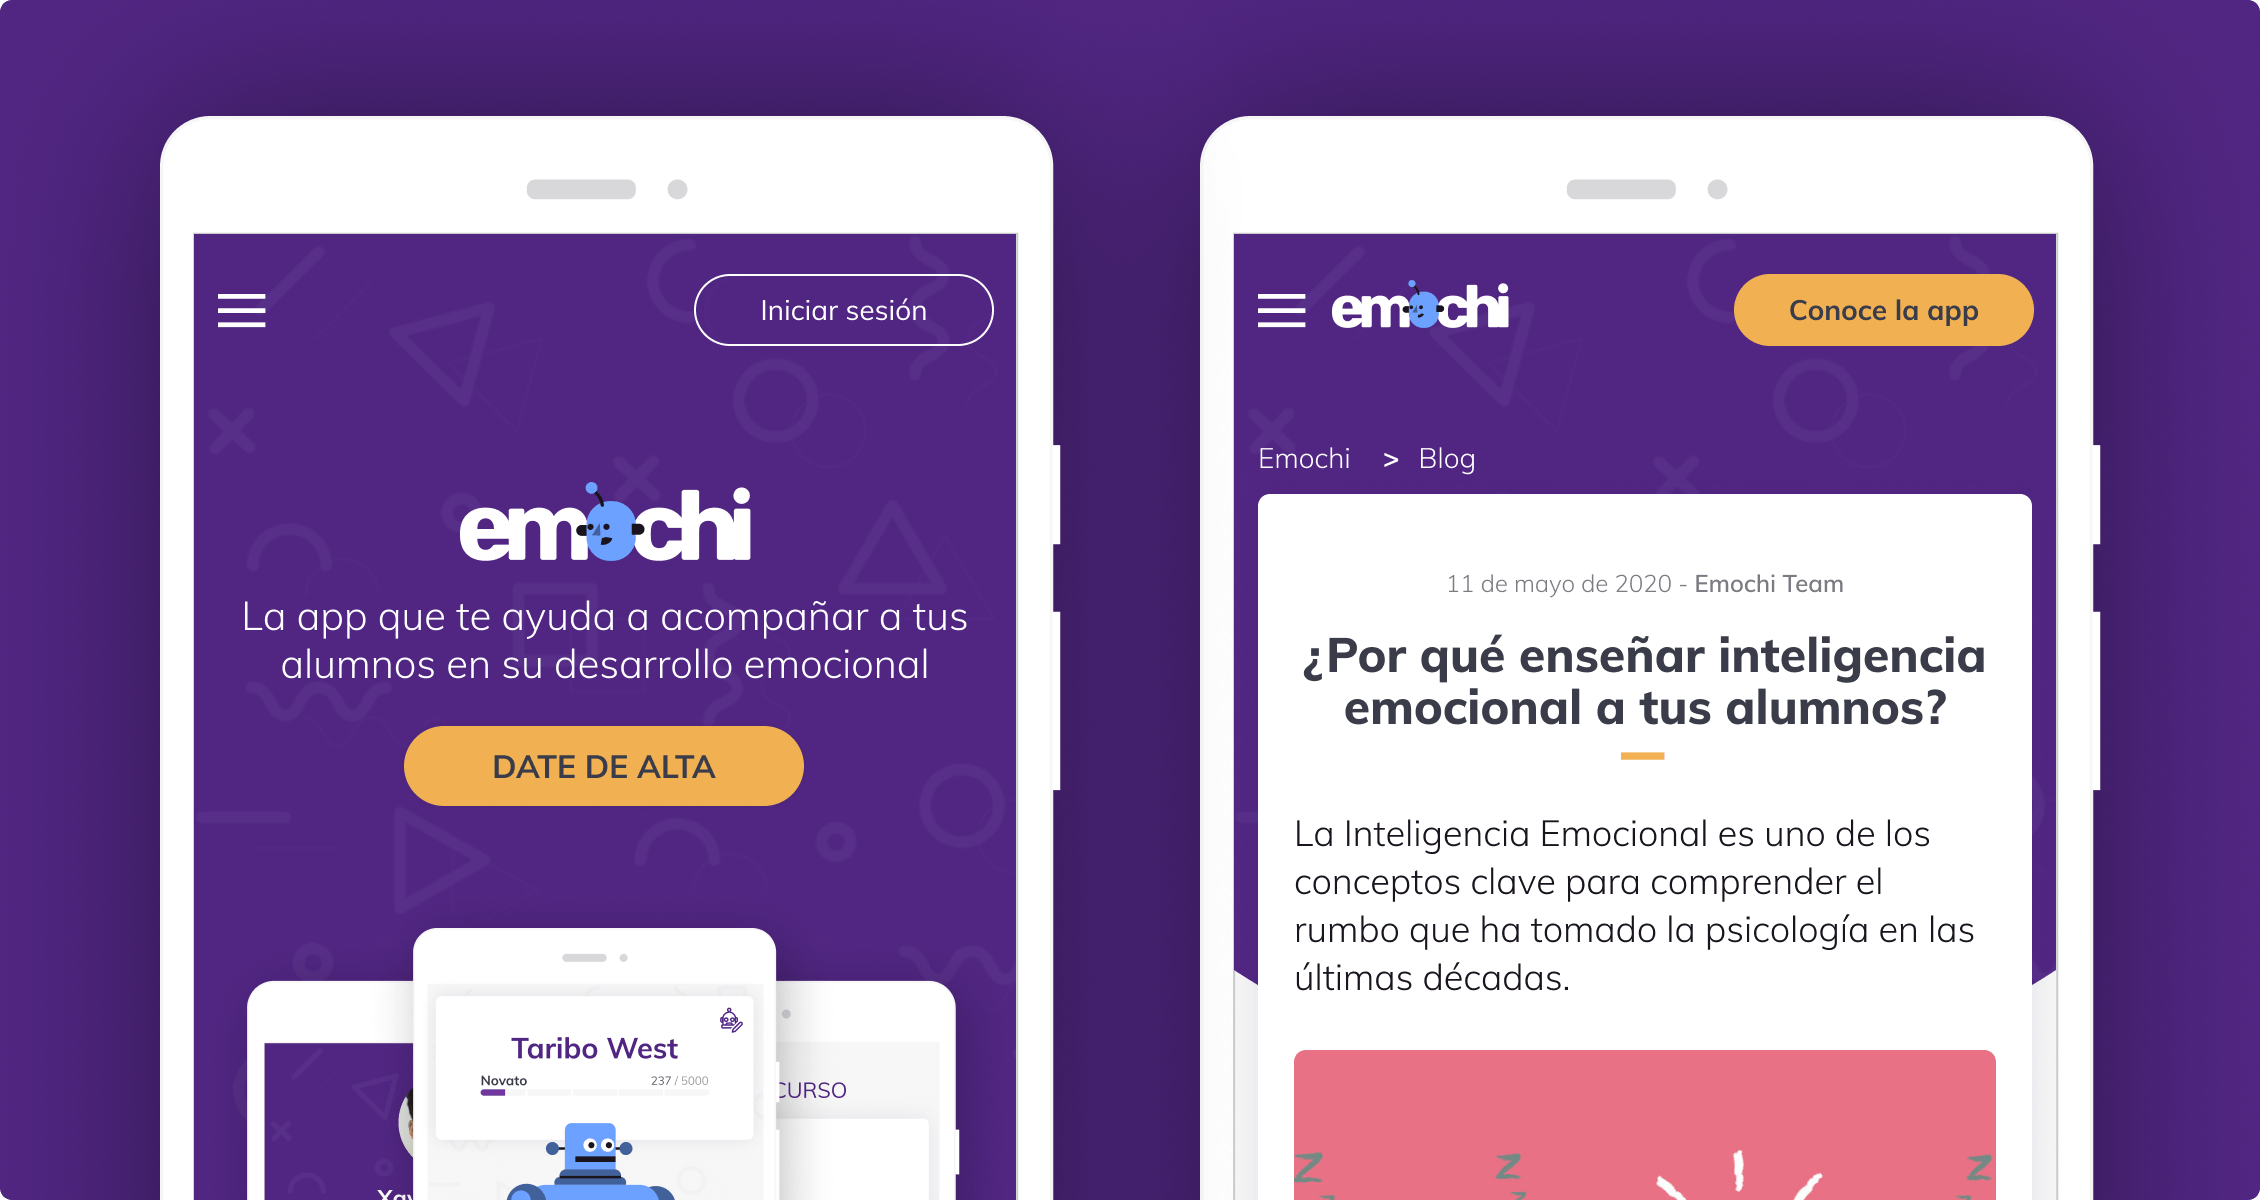 Iniciar sesión
emochi
La app que te ayuda a acompañar a tus
alumnos en su desarrollo emocional
DATE DE ALTA
Taribo West
Novato 237 / 5000
CURSO
emochi
Conoce la app
Emochi > Blog
11 de mayo de 2020 - Emochi Team
¿Por qué enseñar inteligencia
emocional a tus alumnos?
La Inteligencia Emocional es uno de los
conceptos clave para comprender el
rumbo que ha tomado la psicología en las
últimas décadas.
z z z